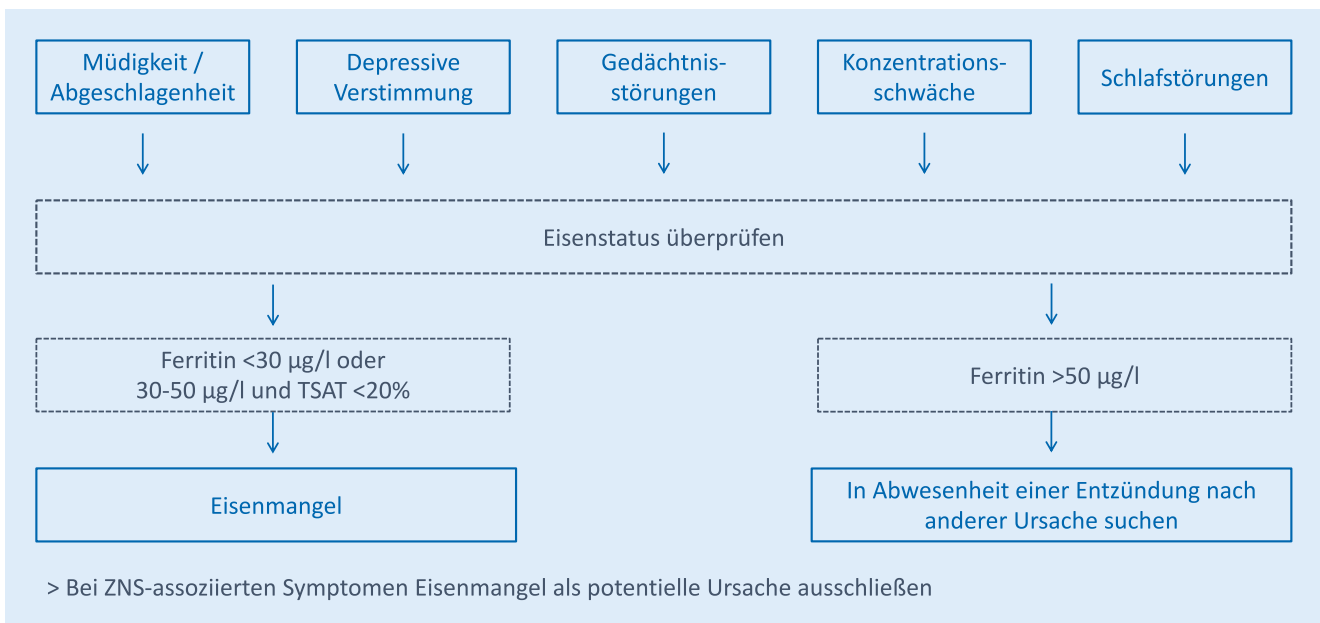 Müdigkeit /
Abgeschlagenheit
Depressive
Verstimmung
Gedächtnis-
störungen
Konzentrations-
schwäche
Schlafstörungen
Eisenstatus überprüfen
Ferritin <30 µg/l oder
30-50 µg/l und TSAT <20%
Ferritin >50 µg/l
Eisenmangel
In Abwesenheit einer Entzündung nach
anderer Ursache suchen
> Bei ZNS-assoziierten Symptomen Eisenmangel als potentielle Ursache ausschließen